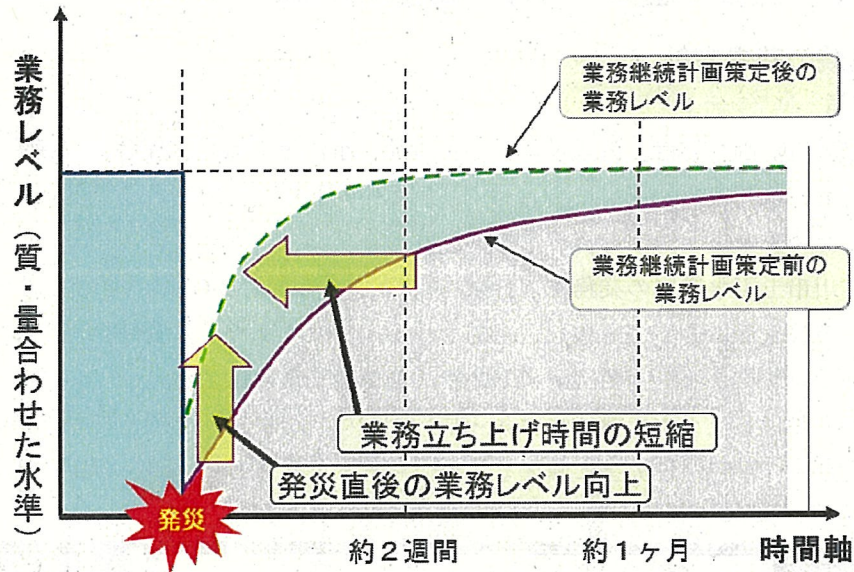 業務レベル（質・量合わせた水準）
業務継続計画策定後の
業務レベル
業務継続計画策定前の
業務レベル
業務立ち上げ時間の短縮
発災直後の業務レベル向上
発災
約２週間
約１ヶ月
時間軸